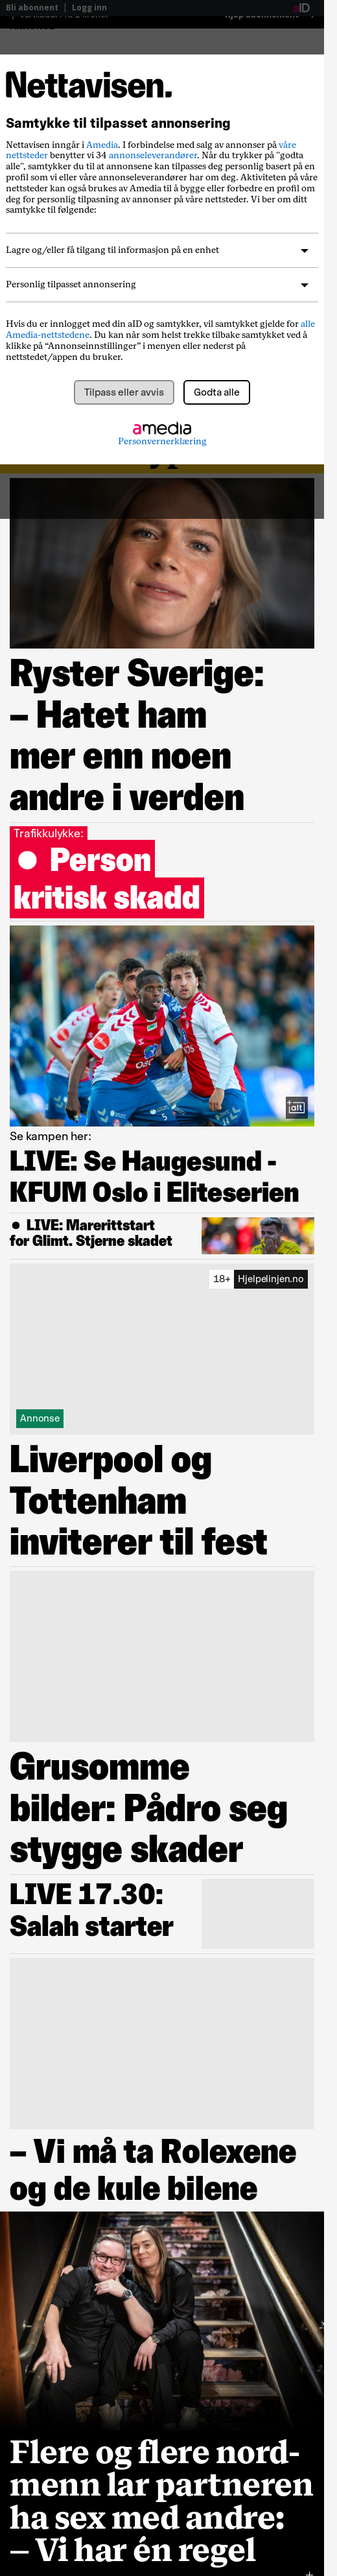 Bli abonnent | Logg inn
aID
Nettavisen.
Samtykke til tilpasset annonsering
Nettavisen inngår i Amedia. I forbindelse med salg av annonser på våre
nettsteder benytter vi 34 annonseleverandører. Når du trykker på "godta
alle", samtykker du til at annonsene kan tilpasses deg personlig basert på en
profil som vi eller våre annonseleverandører har om deg. Aktiviteten på våre
nettsteder kan også brukes av Amedia til å bygge eller forbedre en profil om
deg for personlig tilpasning av annonser på våre nettsteder. Vi ber om ditt
samtykke til følgende:
Lagre og/eller få tilgang til informasjon på en enhet
Personlig tilpasset annonsering
Hvis du er innlogget med din aID og samtykker, vil samtykket gjelde for alle
Amedia-nettstedene. Du kan når som helst trekke tilbake samtykket ved å
klikke på “Annonseinnstillinger” i menyen eller nederst på
nettstedet/appen du bruker.
Tilpass eller avvis
Godta alle
amedia
Personvernerklæring
Ryster Sverige:
– Hatet ham
mer enn noen
andre i verden
Trafikkulykke:
● Person
kritisk skadd
+alt
Se kampen her:
LIVE: Se Haugesund -
KFUM Oslo i Eliteserien
● LIVE: Marerittstart
for Glimt. Stjerne skadet
18+ Hjelpelinjen.no
Annonse
Liverpool og
Tottenham
inviterer til fest
Grusomme
bilder: Pådro seg
stygge skader
LIVE 17.30:
Salah starter
– Vi må ta Rolexene
og de kule bilene
Flere og flere nord-
menn lar partneren
ha sex med andre:
– Vi har én regel